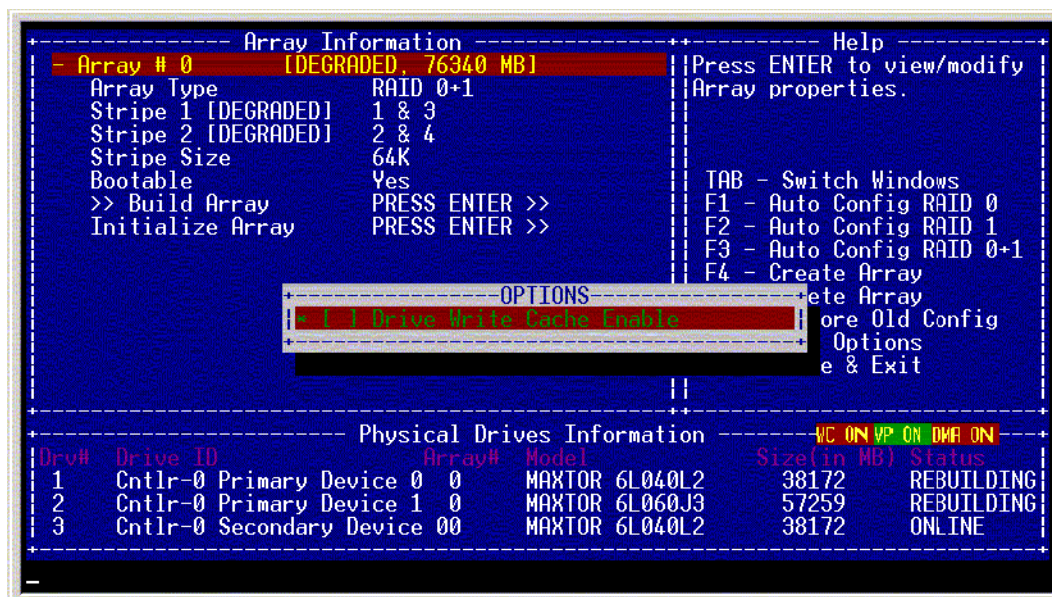 Array Information
- Array # 0 [DEGRADED, 76340 MB]
Array Type RAID 0+1
Stripe 1 [DEGRADED] 1 & 3
Stripe 2 [DEGRADED] 2 & 4
Stripe Size 64K
Bootable Yes
>> Build Array PRESS ENTER >>
Initialize Array PRESS ENTER >>
Help
Press ENTER to view/modify
Array properties.
TAB - Switch Windows
F1 - Auto Config RAID 0
F2 - Auto Config RAID 1
F3 - Auto Config RAID 0+1
F4 - Create Array
ete Array
ore Old Config
Options
e & Exit
OPTIONS
* [ ] Drive Write Cache Enable
Physical Drives Information
WC ON VP ON DMA ON
Drv# Drive ID Array# Model Size(in MB) Status
1 Cntlr-0 Primary Device 0 0 MAXTOR 6L040L2 38172 REBUILDING
2 Cntlr-0 Primary Device 1 0 MAXTOR 6L060J3 57259 REBUILDING
3 Cntlr-0 Secondary Device 00 MAXTOR 6L040L2 38172 ONLINE